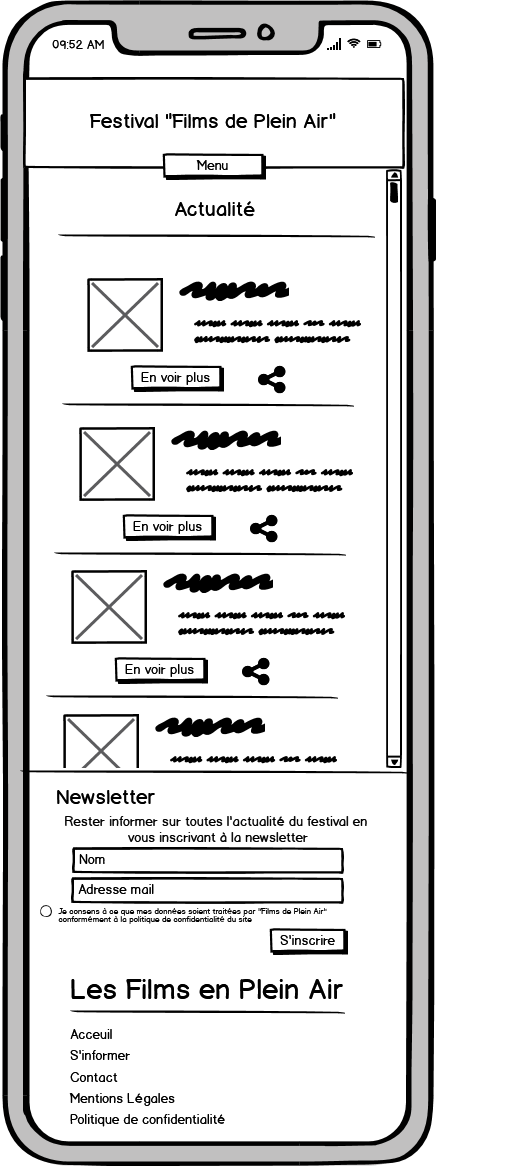 09:52 AM
Festival "Films de Plein Air"
Menu
Actualité
En voir plus
En voir plus
En voir plus
Newsletter
Rester informer sur toutes l'actualité du festival en
vous inscrivant à la newsletter
Nom
Adresse mail
Je consens à ce que mes données soient traitées par "Films de Plein Air"
conformément à la politique de confidentialité du site
S'inscrire
Les Films en Plein Air
Acceuil
S'informer
Contact
Mentions Légales
Politique de confidentialité